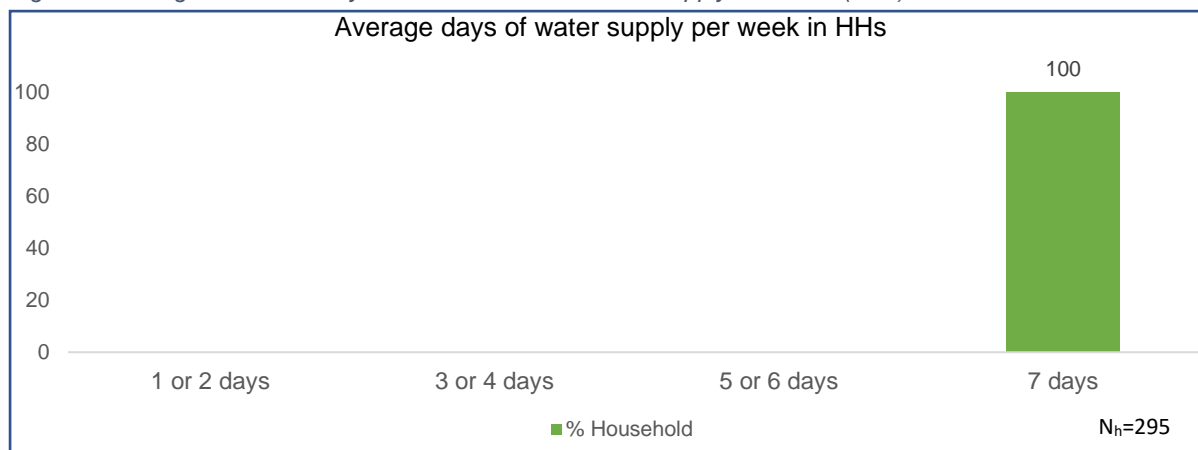 Average days of water supply per week in HHs
100
100
80
60
40
20
0
1 or 2 days
3 or 4 days
5 or 6 days
7 days
% Household
Nh=295